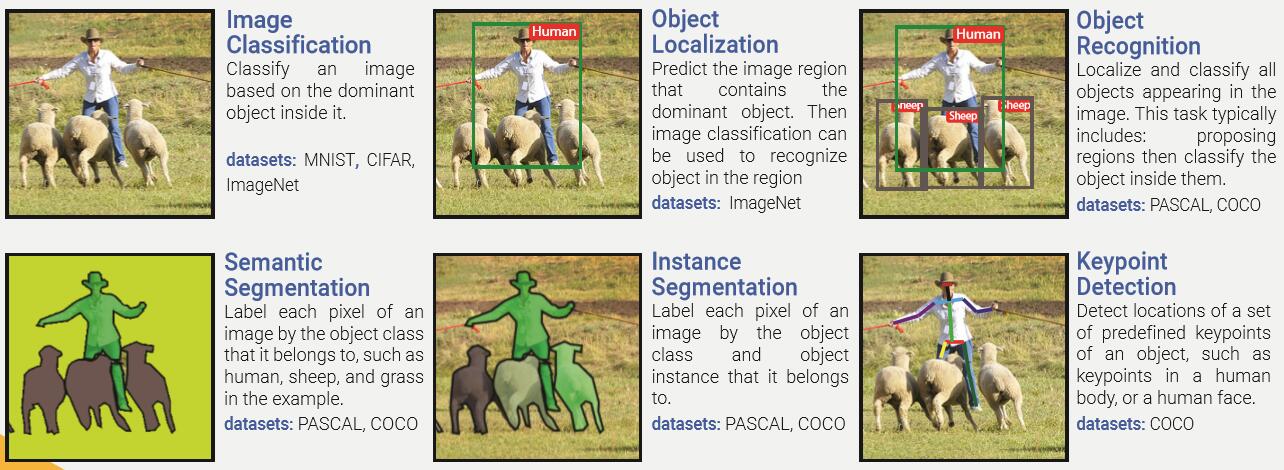 Image
Classification
Classify an image
based on the dominant
object inside it.
datasets: MNIST, CIFAR,
ImageNet
Human
Object
Localization
Predict the image region
that contains the
dominant object. Then
image classification can
be used to recognize
object in the region
datasets: ImageNet
Human
Sheep
Sheep
Sheep
Object
Recognition
Localize and classify all
objects appearing in the
image. This task typically
includes: proposing
regions then classify the
object inside them.
datasets: PASCAL, COCO
Semantic
Segmentation
Label each pixel of an
image by the object class
that it belongs to, such as
human, sheep, and grass
in the example.
datasets: PASCAL, COCO
Instance
Segmentation
Label each pixel of an
image by the object
class and object
instance that it belongs
to.
datasets: PASCAL, COCO
Keypoint
Detection
Detect locations of a set
of predefined keypoints
of an object, such as
keypoints in a human
body, or a human face.
datasets: COCO